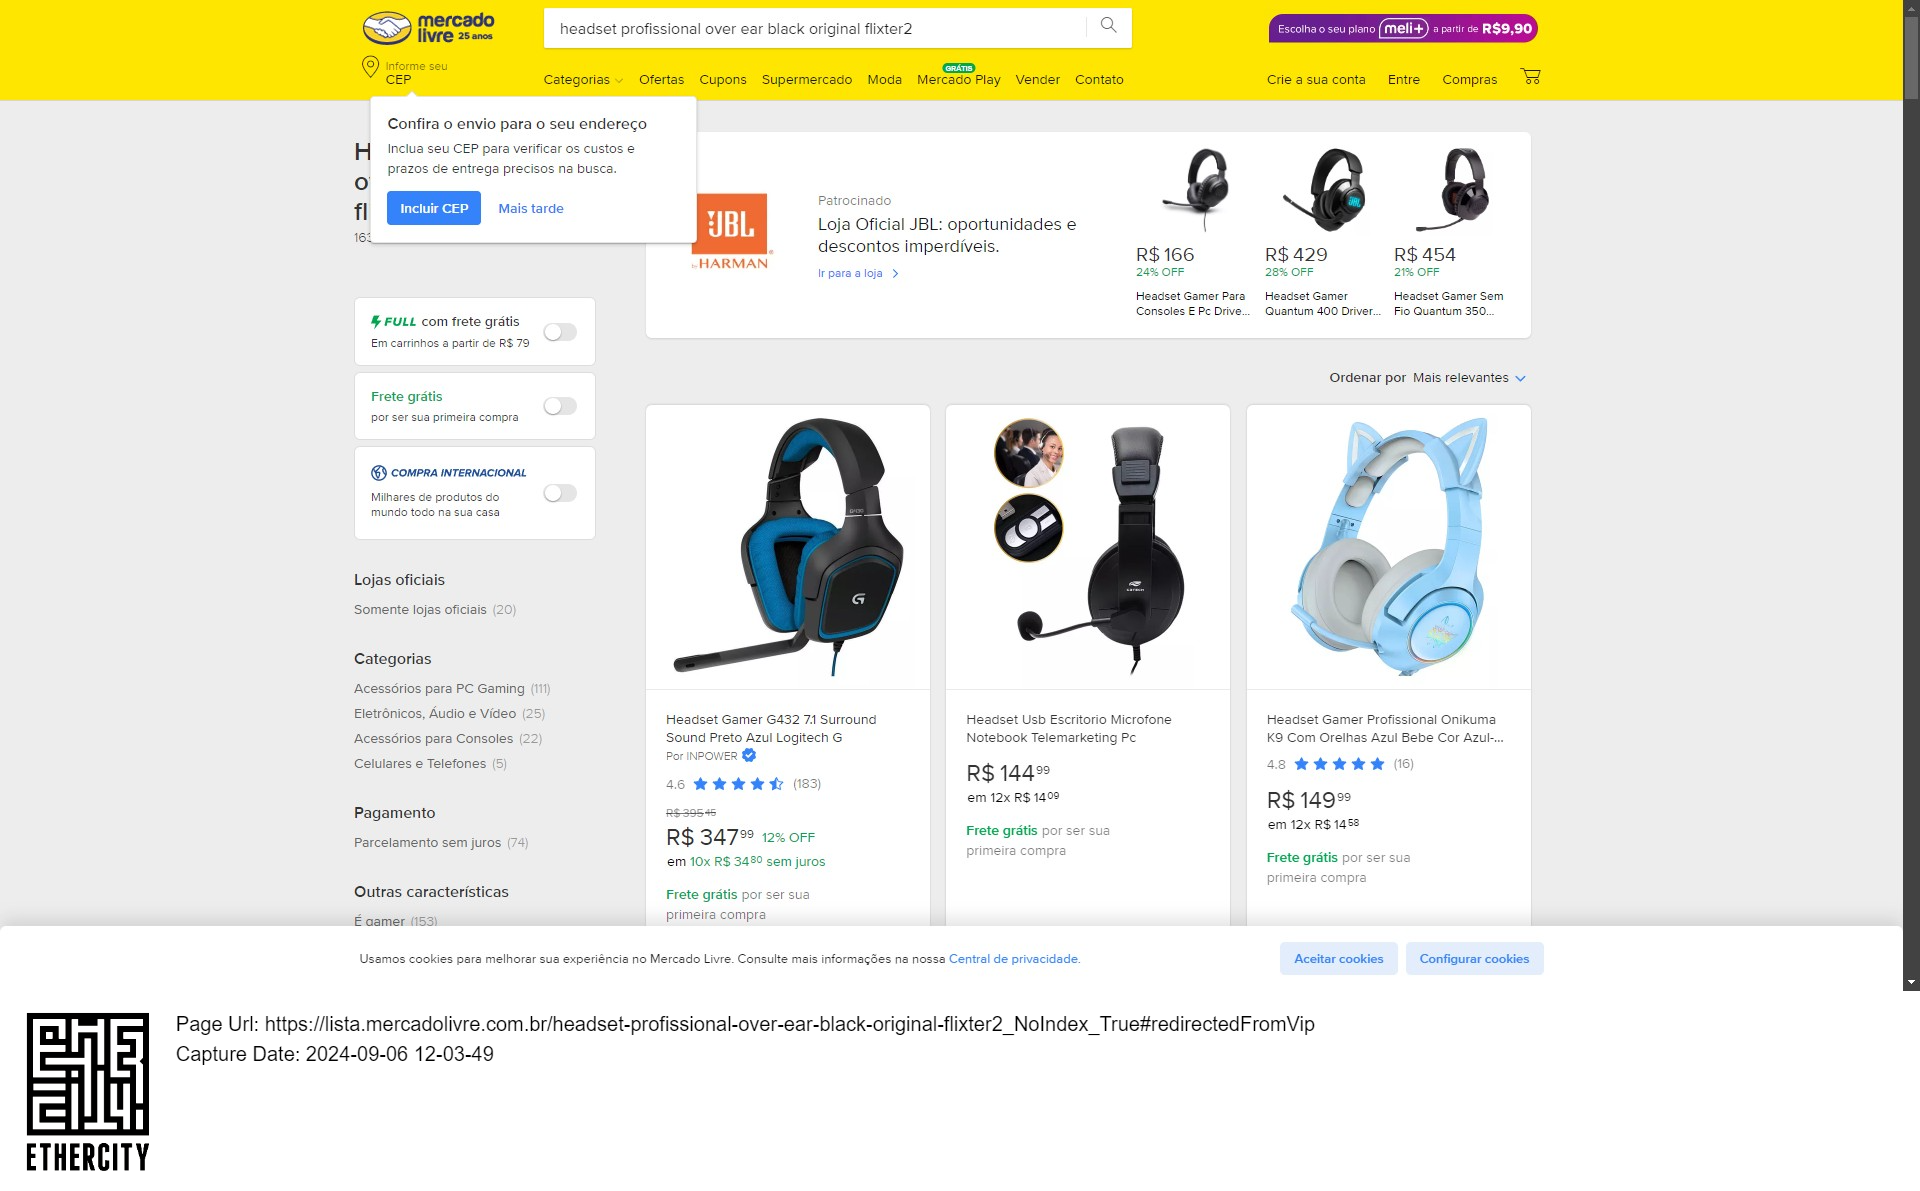 mercado
livre 25 anos
headset profissional over ear black original flixter2
Escolha o seu plano meli+ a partir de R$9,90
Informe seu
CEP
Categorias
Ofertas
Cupons
Supermercado
Moda
GRÁTIS
Mercado Play
Vender
Contato
Crie a sua conta
Entre
Compras
Confira o envio para o seu endereço
Inclua seu CEP para verificar os custos e
prazos de entrega precisos na busca.
Incluir CEP
Mais tarde
JBL
by HARMAN
Patrocinado
Loja Oficial JBL: oportunidades e
descontos imperdíveis.
Ir para a loja
R$ 166
24% OFF
Headset Gamer Para
Consoles E Pc Drive...
R$ 429
28% OFF
Headset Gamer
Quantum 400 Driver...
R$ 454
21% OFF
Headset Gamer Sem
Fio Quantum 350...
FULL com frete grátis
Em carrinhos a partir de R$ 79
Frete grátis
por ser sua primeira compra
COMPRA INTERNACIONAL
Milhares de produtos do
mundo todo na sua casa
Lojas oficiais
Somente lojas oficiais (20)
Categorias
Acessórios para PC Gaming (111)
Eletrônicos, Áudio e Vídeo (25)
Acessórios para Consoles (22)
Celulares e Telefones (5)
Pagamento
Parcelamento sem juros (74)
Outras características
É gamer (153)
Ordenar por Mais relevantes
Headset Gamer G432 7.1 Surround
Sound Preto Azul Logitech G
Por INPOWER
4.6 (183)
R$ 395 45
R$ 347 99 12% OFF
em 10x R$ 34 80 sem juros
Frete grátis por ser sua
primeira compra
Headset Usb Escritorio Microfone
Notebook Telemarketing Pc
R$ 144 99
em 12x R$ 14 09
Frete grátis por ser sua
primeira compra
Headset Gamer Profissional Onikuma
K9 Com Orelhas Azul Bebe Cor Azul-...
4.8 (16)
R$ 149 99
em 12x R$ 14 58
Frete grátis por ser sua
primeira compra
Usamos cookies para melhorar sua experiência no Mercado Livre. Consulte mais informações na nossa Central de privacidade.
Aceitar cookies
Configurar cookies
Page Url: https://lista.mercadolivre.com.br/headset-profissional-over-ear-black-original-flixter2_NoIndex_True#redirectedFromVip
Capture Date: 2024-09-06 12-03-49
ETHERCITY